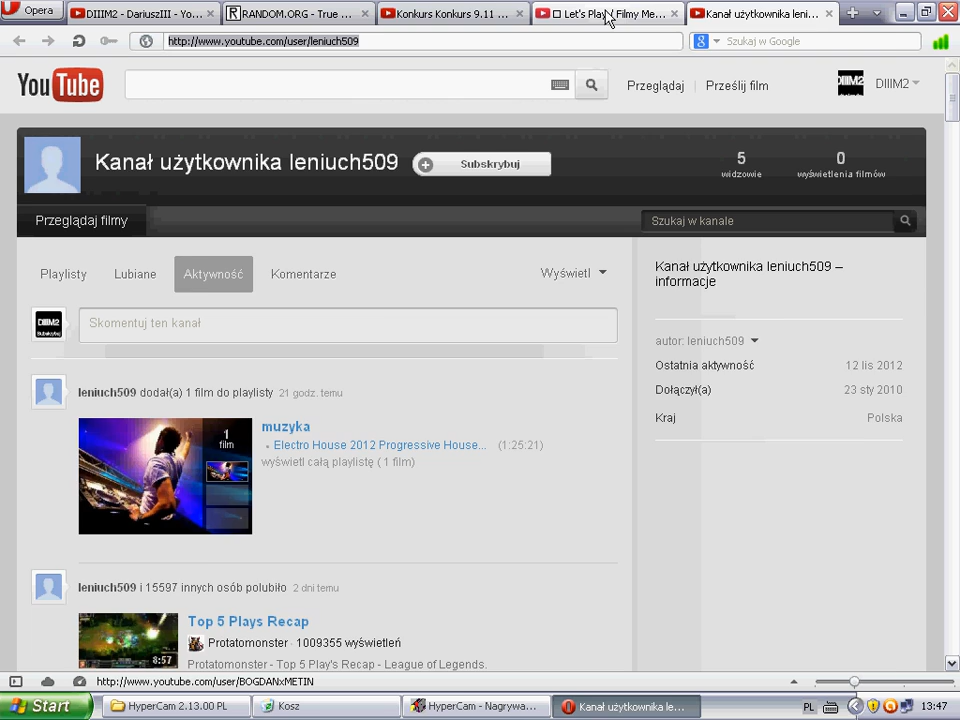 Opera
DIIIM2 - DariusIII - Yo...
RANDOM.ORG - True ...
Konkurs Konkurs 9.11 ...
Let's Play / Filmy Me...
Kanał użytkownika leni...
http://www.youtube.com/user/leniuch509
Szukaj w Google
YouTube
Przeglądaj
Prześlij film
DIIIM2
DIIIM2
Kanał użytkownika leniuch509
Subskrybuj
5
widzowie
0
wyświetlenia filmów
Przeglądaj filmy
Szukaj w kanale
Playlisty
Lubiane
Aktywność
Komentarze
Wyświetl
DIIIM2
Subskrybuj
Skomentuj ten kanał
leniuch509 dodał(a) 1 film do playlisty 21 godz. temu
1
film
muzyka
Electro House 2012 Progressive House... (1:25:21)
wyświetl całą playlistę ( 1 film)
leniuch509 i 15597 innych osób polubiło 2 dni temu
Top 5 Plays Recap
Protatomonster · 1009355 wyświetleń
8:57
Protatomonster - Top 5 Play's Recap - League of Legends.
Kanał użytkownika leniuch509 –
informacje
autor: leniuch509
Ostatnia aktywność 12 lis 2012
Dołączył(a) 23 sty 2010
Kraj Polska
http://www.youtube.com/user/BOGDANxMETIN
Start
HyperCam 2.13.00 PL
Kosz
HyperCam - Nagrywa...
Kanał użytkownika le...
PL
13:47